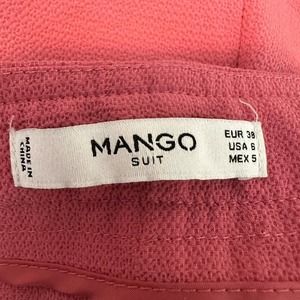 MADE IN
CHINA
MANGO
SUIT
EUR 38
USA 6
MEX 5